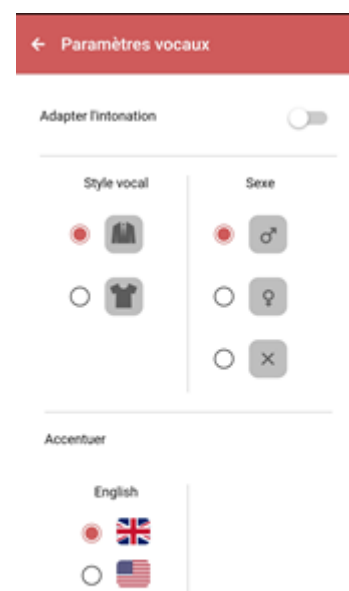 Paramètres vocaux
Adapter l'intonation
Style vocal
Sexe
Accentuer
English